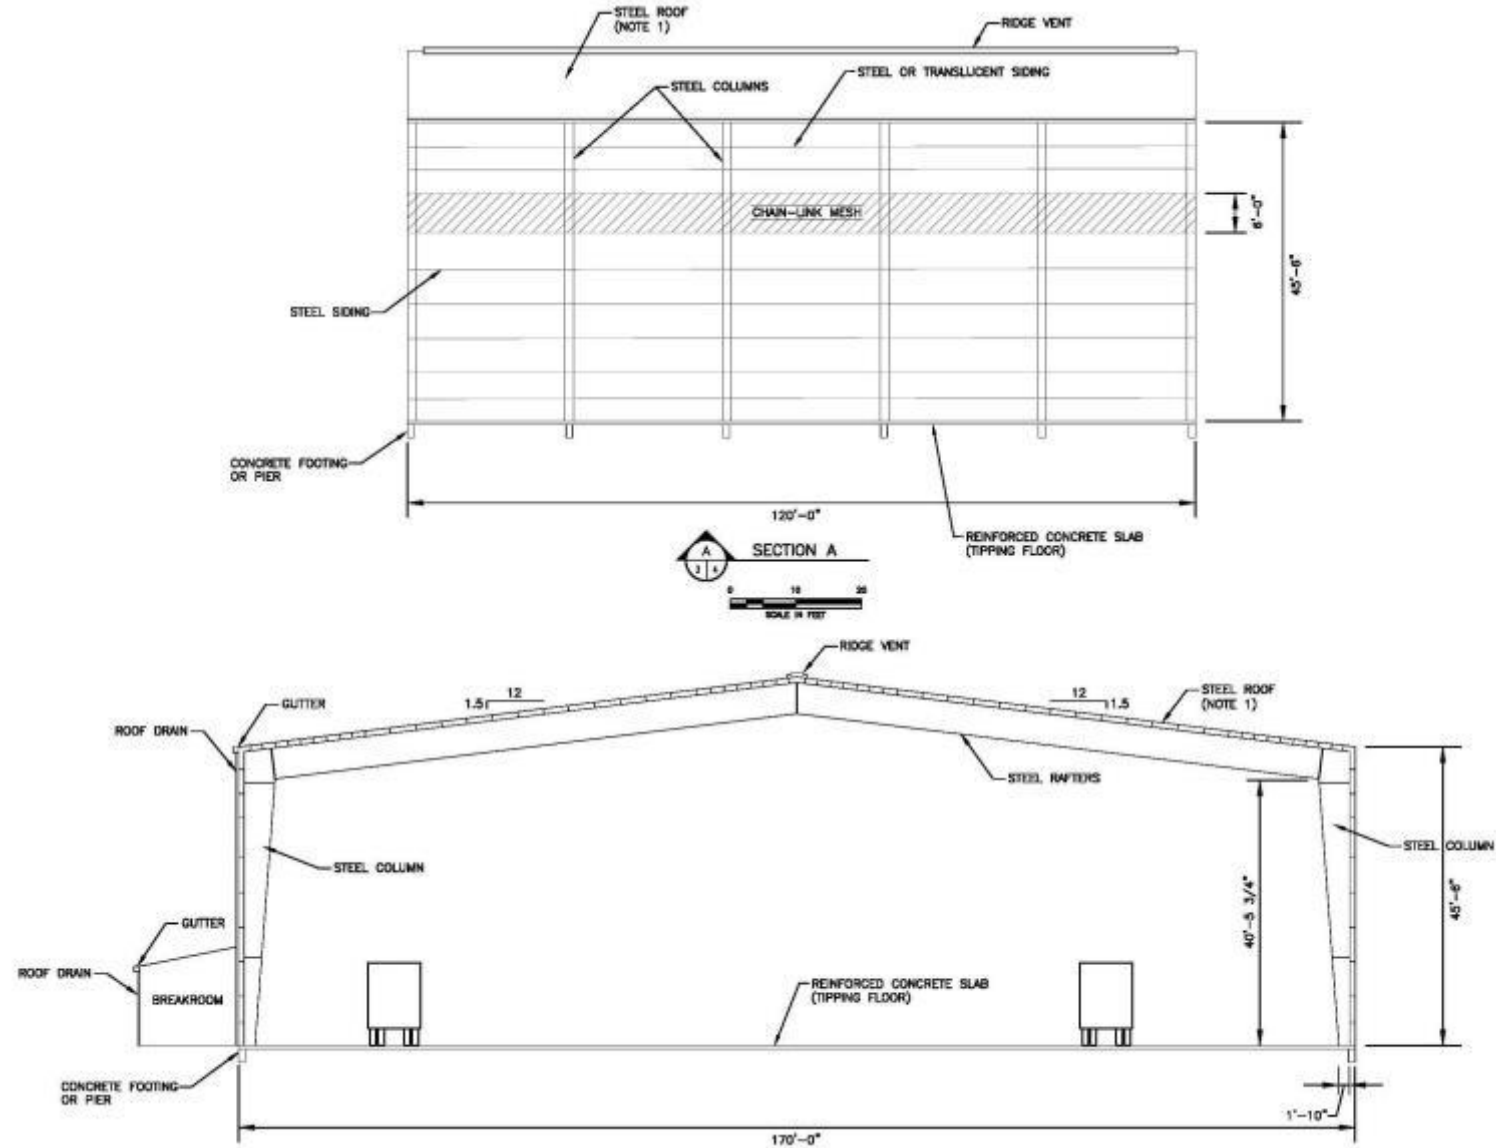 STEEL ROOF
(NOTE 1)
RIDGE VENT
STEEL COLUMNS
STEEL OR TRANSLUCENT SIDING
CHAIN-LINK MESH
6'-0"
45'-6"
STEEL SIDING
CONCRETE FOOTING
OR PIER
120'-0"
REINFORCED CONCRETE SLAB
(TIPPING FLOOR)
A
SECTION A
0 10 20
SCALE IN FEET
RIDGE VENT
12
1.5
12
1.5
STEEL ROOF
(NOTE 1)
GUTTER
ROOF DRAIN
STEEL RAFTERS
STEEL COLUMN
STEEL COLUMN
40'-5 3/4"
45'-6"
GUTTER
ROOF DRAIN
BREAKROOM
REINFORCED CONCRETE SLAB
(TIPPING FLOOR)
CONCRETE FOOTING
OR PIER
1'-10"
170'-0"